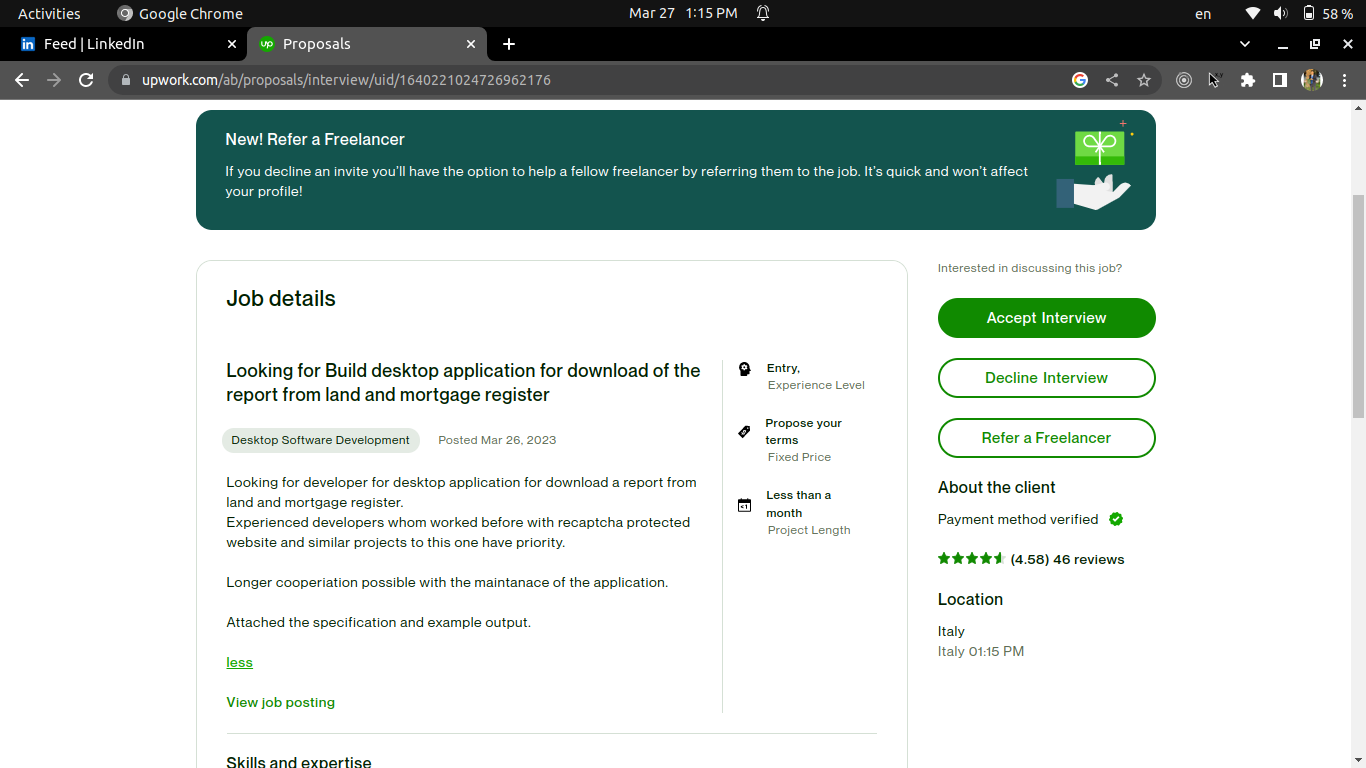 Activities
Google Chrome
Mar 27 1:15 PM
en
58 %
Feed | LinkedIn
Proposals
upwork.com/ab/proposals/interview/uid/1640221024726962176
New! Refer a Freelancer
If you decline an invite you'll have the option to help a fellow freelancer by referring them to the job. It's quick and won't affect
your profile!
Job details
Looking for Build desktop application for download of the
report from land and mortgage register
Desktop Software Development
Posted Mar 26, 2023
Looking for developer for desktop application for download a report from
land and mortgage register.
Experienced developers whom worked before with recaptcha protected
website and similar projects to this one have priority.
Longer cooperiation possible with the maintanace of the application.
Attached the specification and example output.
less
View job posting
Skills and expertise
Entry,
Experience Level
Propose your
terms
Fixed Price
Less than a
month
Project Length
Interested in discussing this job?
Accept Interview
Decline Interview
Refer a Freelancer
About the client
Payment method verified
(4.58) 46 reviews
Location
Italy
Italy 01:15 PM